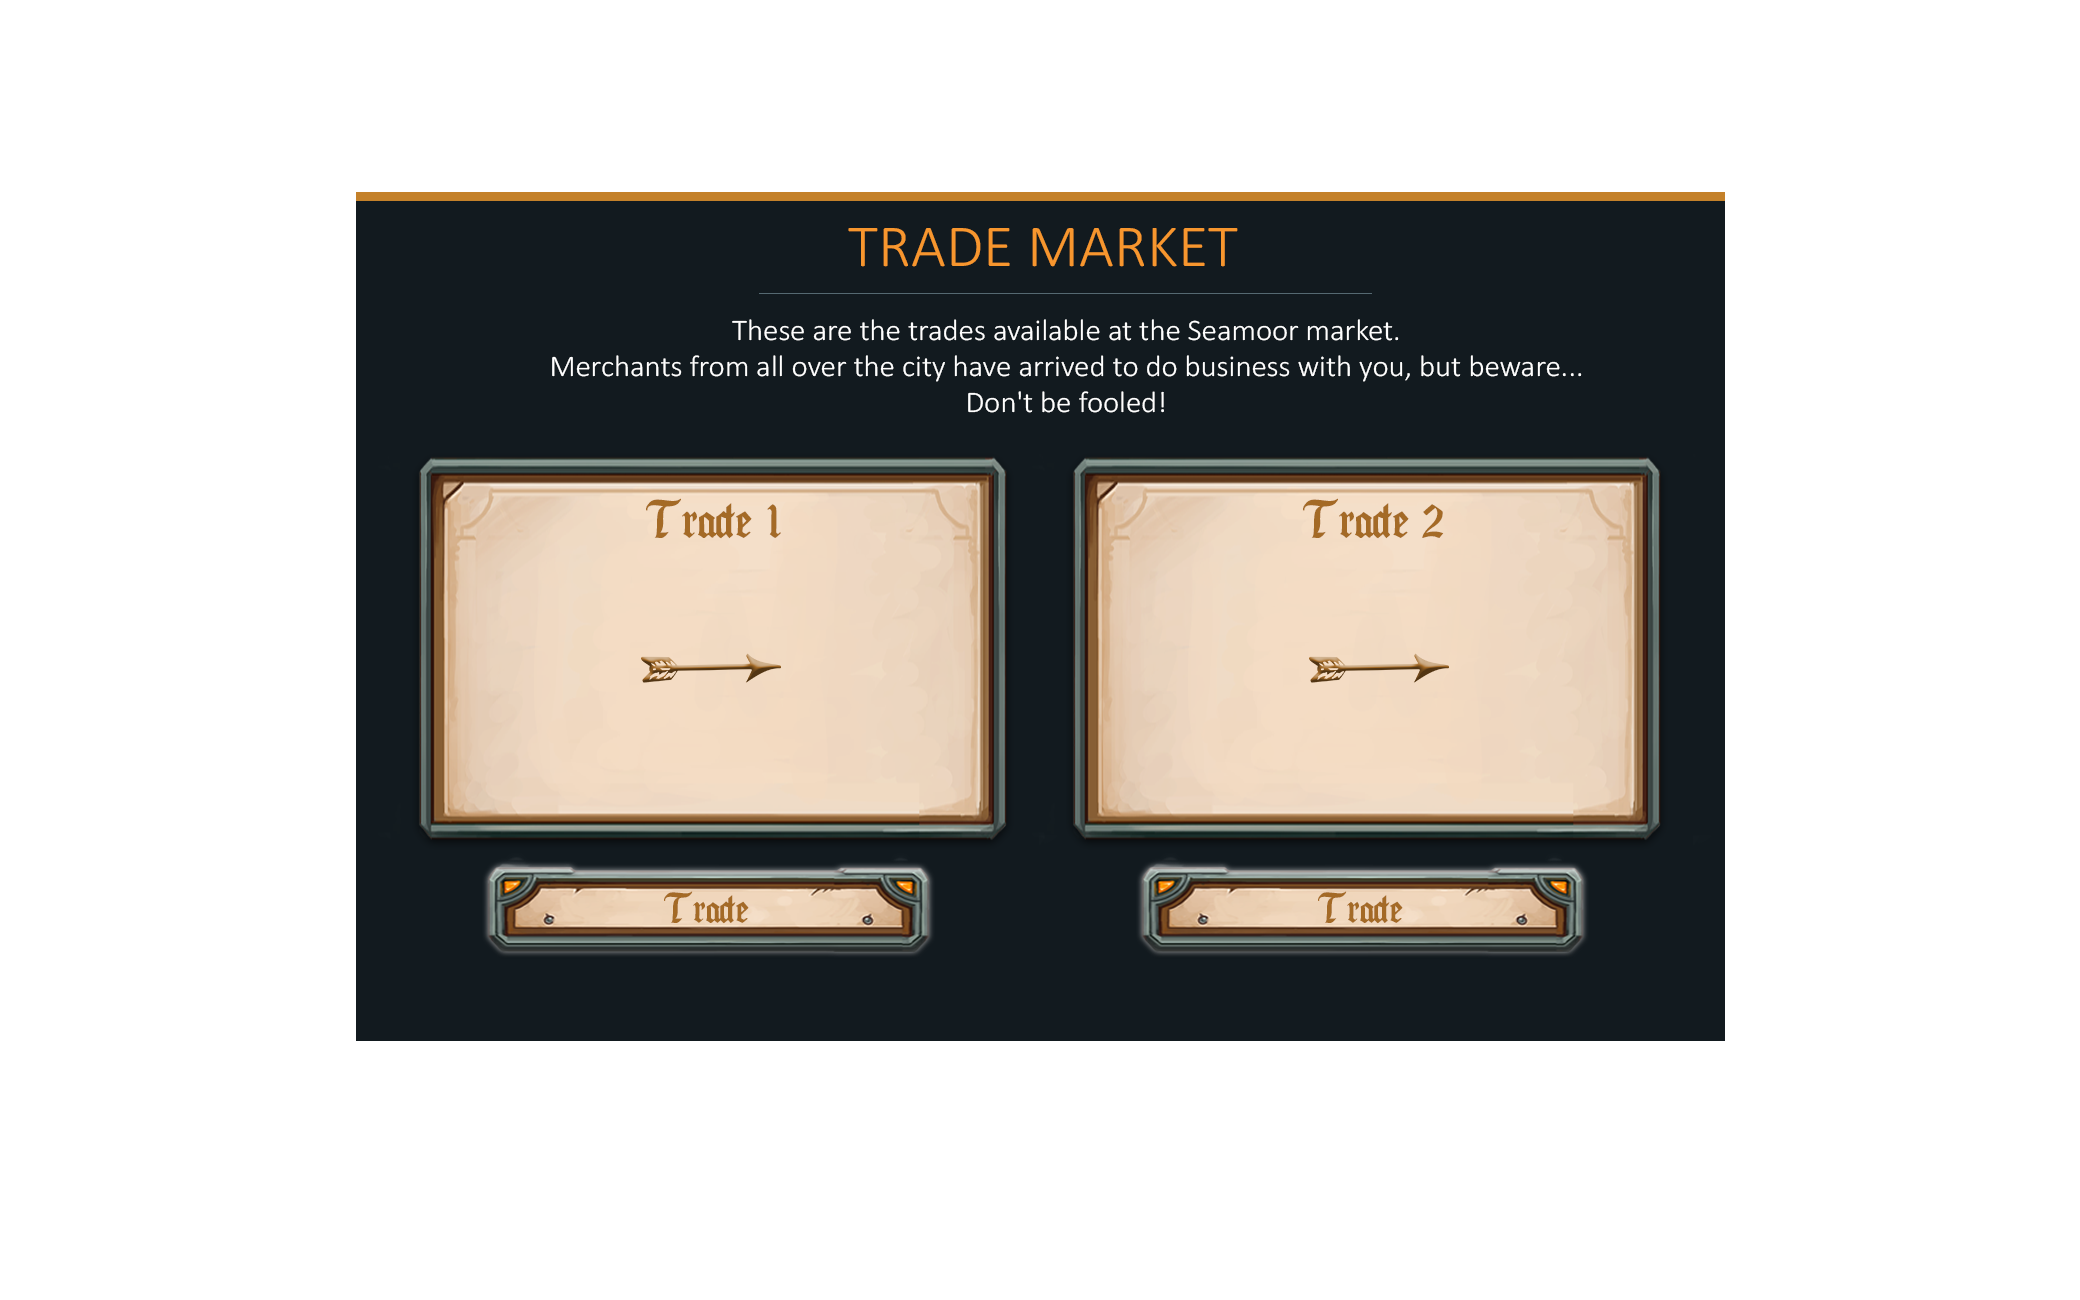 TRADE MARKET
These are the trades available at the Seamoor market.
Merchants from all over the city have arrived to do business with you, but beware...
Don't be fooled!
Trade 1
Trade 2
Trade
Trade